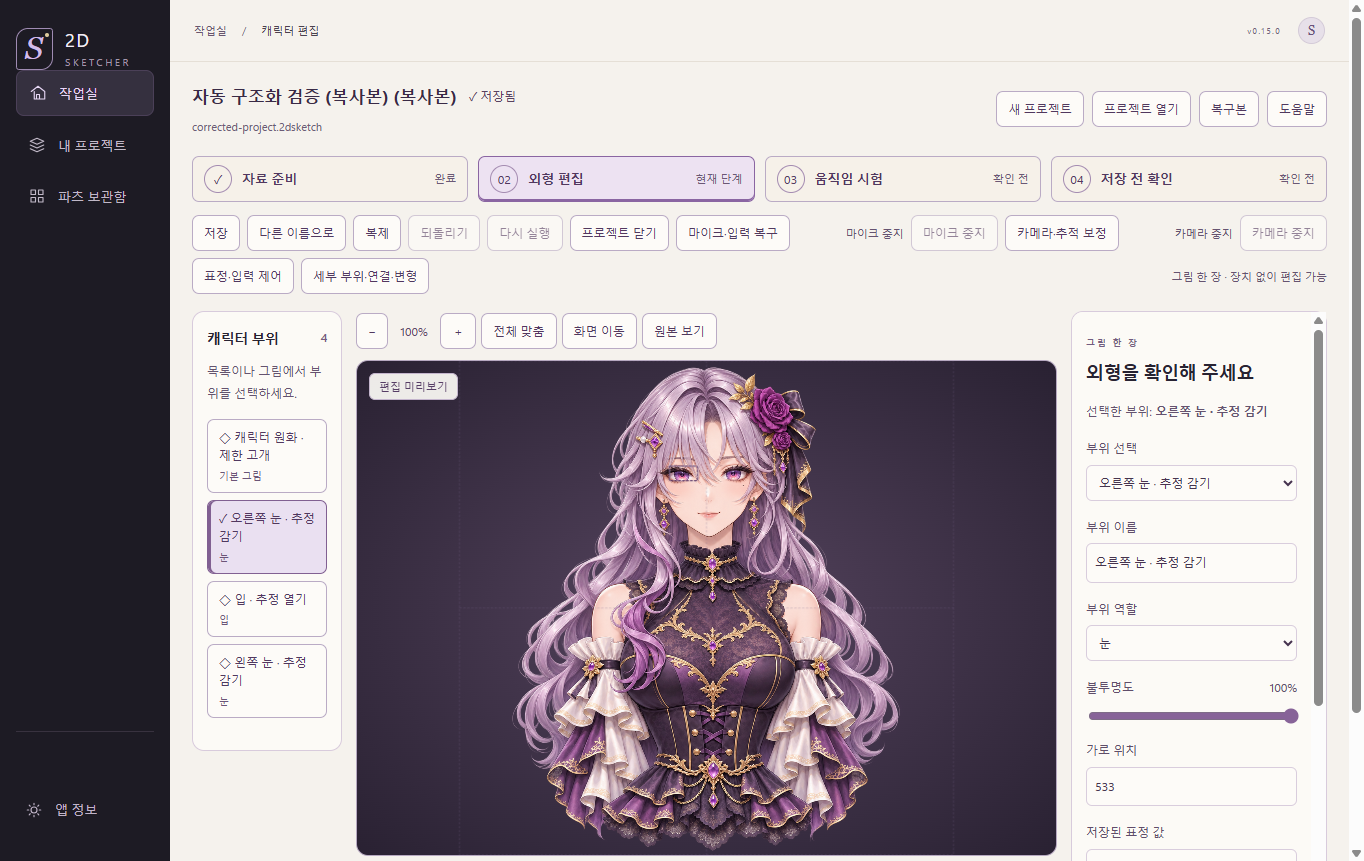 S
2D
SKETCHER
작업실
내 프로젝트
파츠 보관함
앱 정보
작업실 / 캐릭터 편집
v0.15.0
S
자동 구조화 검증 (복사본) (복사본) ✓ 저장됨
corrected-project.2dsketch
새 프로젝트
프로젝트 열기
복구본
도움말
✓ 자료 준비 완료
02 외형 편집 현재 단계
03 움직임 시험 확인 전
04 저장 전 확인 확인 전
저장
다른 이름으로
복제
되돌리기
다시 실행
프로젝트 닫기
마이크·입력 복구
마이크 중지
마이크 중지
카메라·추적 보정
카메라 중지
카메라 중지
표정·입력 제어
세부 부위·연결·변형
그림 한 장 · 장치 없이 편집 가능
캐릭터 부위 4
목록이나 그림에서 부
위를 선택하세요.
◇ 캐릭터 원화 ·
제한 고개
기본 그림
✓ 오른쪽 눈 · 추정
감기
눈
◇ 입 · 추정 열기
입
◇ 왼쪽 눈 · 추정
감기
눈
−
100%
+
전체 맞춤
화면 이동
원본 보기
편집 미리보기
그림 한 장
외형을 확인해 주세요
선택한 부위: 오른쪽 눈 · 추정 감기
부위 선택
오른쪽 눈 · 추정 감기
부위 이름
오른쪽 눈 · 추정 감기
부위 역할
눈
불투명도 100%
가로 위치
533
저장된 표정 값